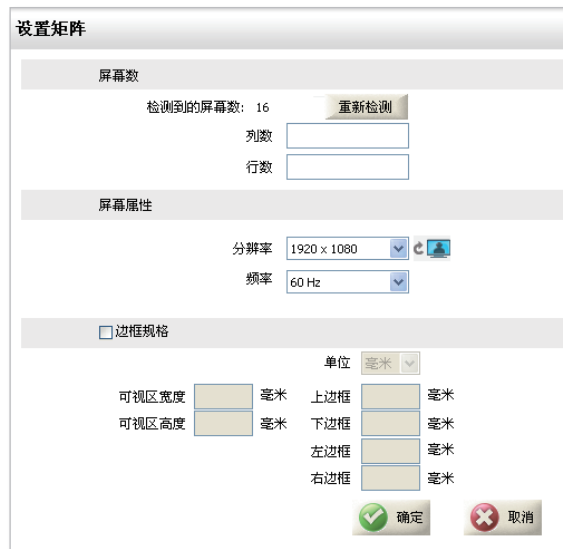 设置矩阵
屏幕数
检测到的屏幕数: 16 重新检测
列数
行数
屏幕属性
分辨率 1920 x 1080
频率 60 Hz
边框规格
单位 毫米
可视区宽度 毫米 上边框 毫米
可视区高度 毫米 下边框 毫米
左边框 毫米
右边框 毫米
确定 取消